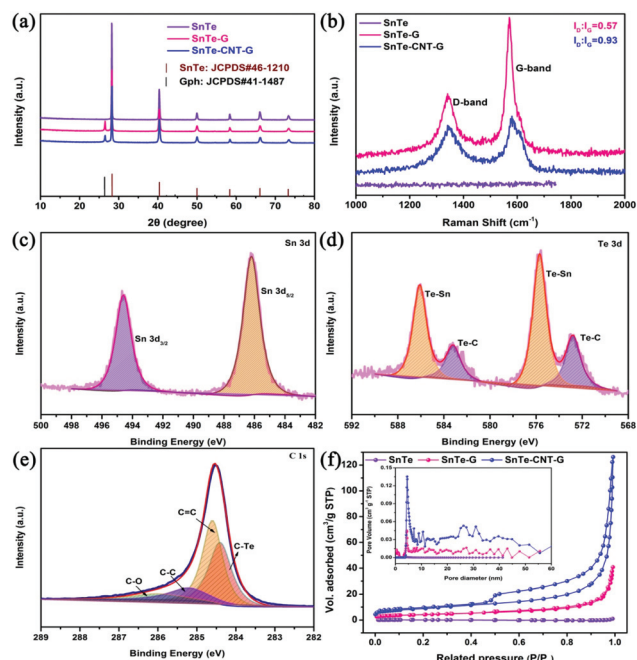 (a)
SnTe
SnTe-G
SnTe-CNT-G
SnTe: JCPDS#46-1210
Gph: JCPDS#41-1487
Intensity (a.u.)
10 20 30 40 50 60 70 80
2θ (degree)
(b)
SnTe
SnTe-G
SnTe-CNT-G
I_D:I_G=0.57
I_D:I_G=0.93
G-band
D-band
Intensity (a.u.)
1000 1200 1400 1600 1800 2000
Raman Shift (cm⁻¹)
(c)
Sn 3d
Sn 3d₅/₂
Sn 3d₃/₂
Intensity (a.u.)
500 498 496 494 492 490 488 486 484 482
Binding Energy (eV)
(d)
Te 3d
Te-Sn
Te-Sn
Te-C
Te-C
Intensity (a.u.)
592 588 584 580 576 572 568
Binding Energy (eV)
(e)
C 1s
C=C
C-Te
C-C
C-O
Intensity (a.u.)
289 288 287 286 285 284 283 282
Binding Energy (eV)
(f)
SnTe SnTe-G SnTe-CNT-G
Vol. adsorbed (cm³/g STP)
120
100
80
60
40
20
0
Pore Volume (cm³ g⁻¹ STP)
0.15
0.12
0.09
0.06
0.03
0.00
0 10 20 30 40 50 60
Pore diameter (nm)
0.0 0.2 0.4 0.6 0.8 1.0
Related pressure (P/P